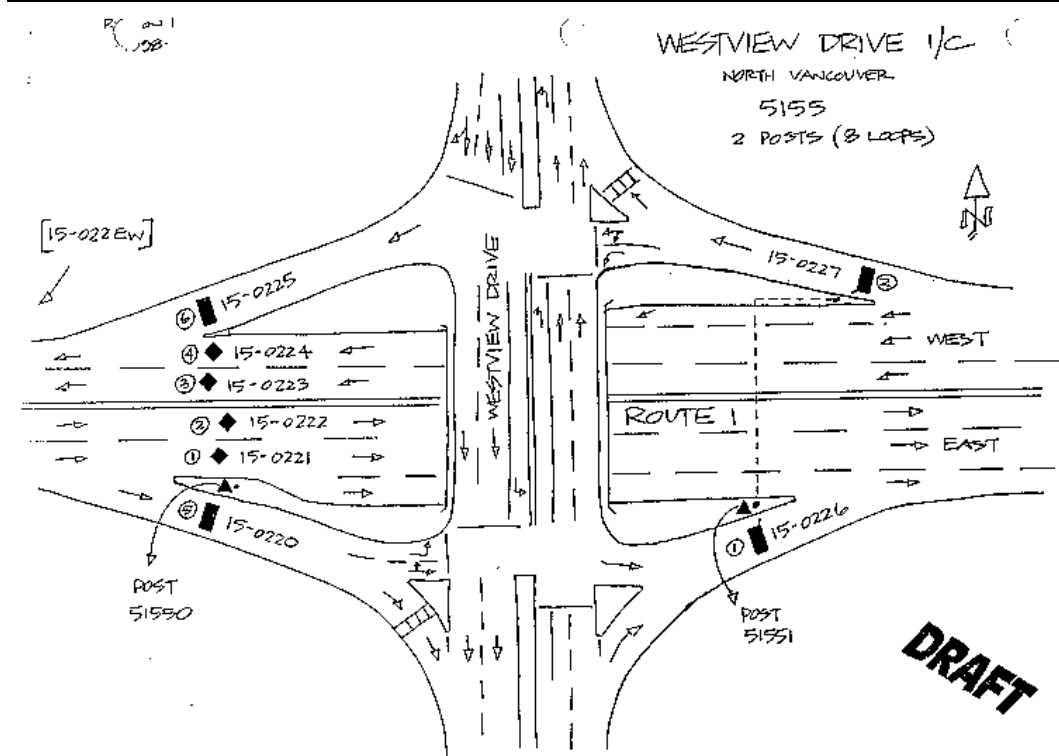 WESTVIEW DRIVE I/C
NORTH VANCOUVER
5155
2 POSTS (8 LOOPS)
N
[15-022EW]
15-0227
②
15-0225
⑥
WESTVIEW DRIVE
④ 15-0224
WEST
③ 15-0223
② 15-0222
ROUTE 1
EAST
① 15-0221
⑤ 15-0220
① 15-0226
POST
51550
POST
51551
DRAFT